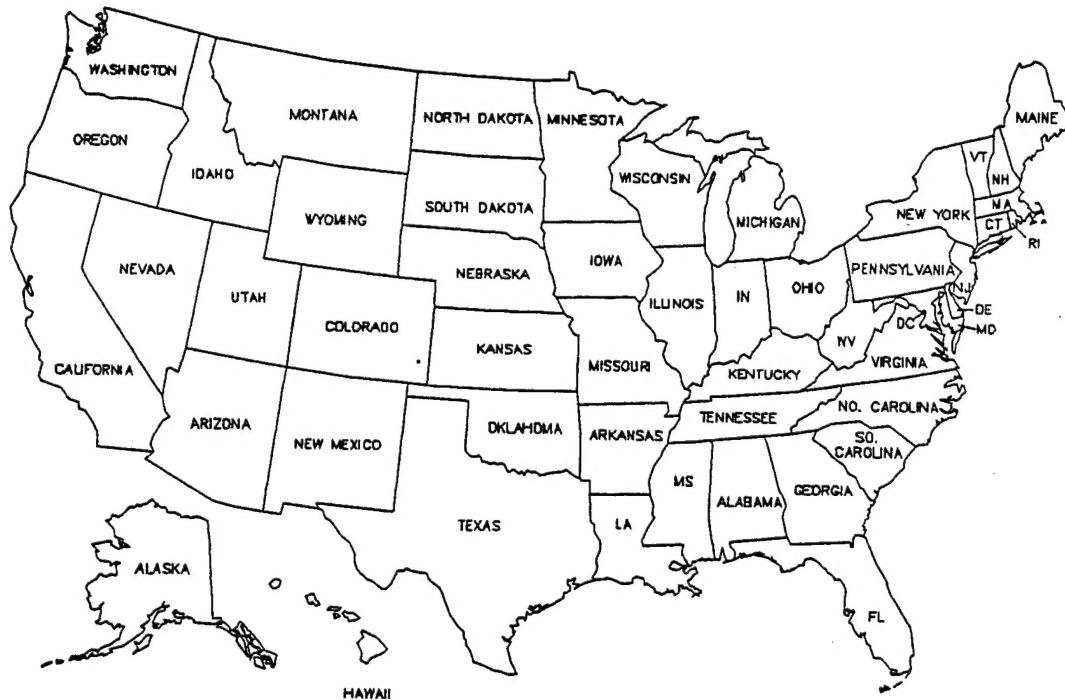 WASHINGTON
MONTANA
NORTH DAKOTA
MINNESOTA
MAINE
OREGON
IDAHO
WYOMING
SOUTH DAKOTA
WISCONSIN
MICHIGAN
VT
NH
NEW YORK
MA
CT
RI
NEVADA
UTAH
COLORADO
NEBRASKA
IOWA
ILLINOIS
IN
OHIO
PENNSYLVANIA
NJ
DE
MD
DC
CALIFORNIA
KANSAS
MISSOURI
KENTUCKY
NV
VIRGINIA
ARIZONA
NEW MEXICO
OKLAHOMA
ARKANSAS
TENNESSEE
NO. CAROLINA
SO.
CAROLINA
TEXAS
LA
MS
ALABAMA
GEORGIA
FL
ALASKA
HAWAII